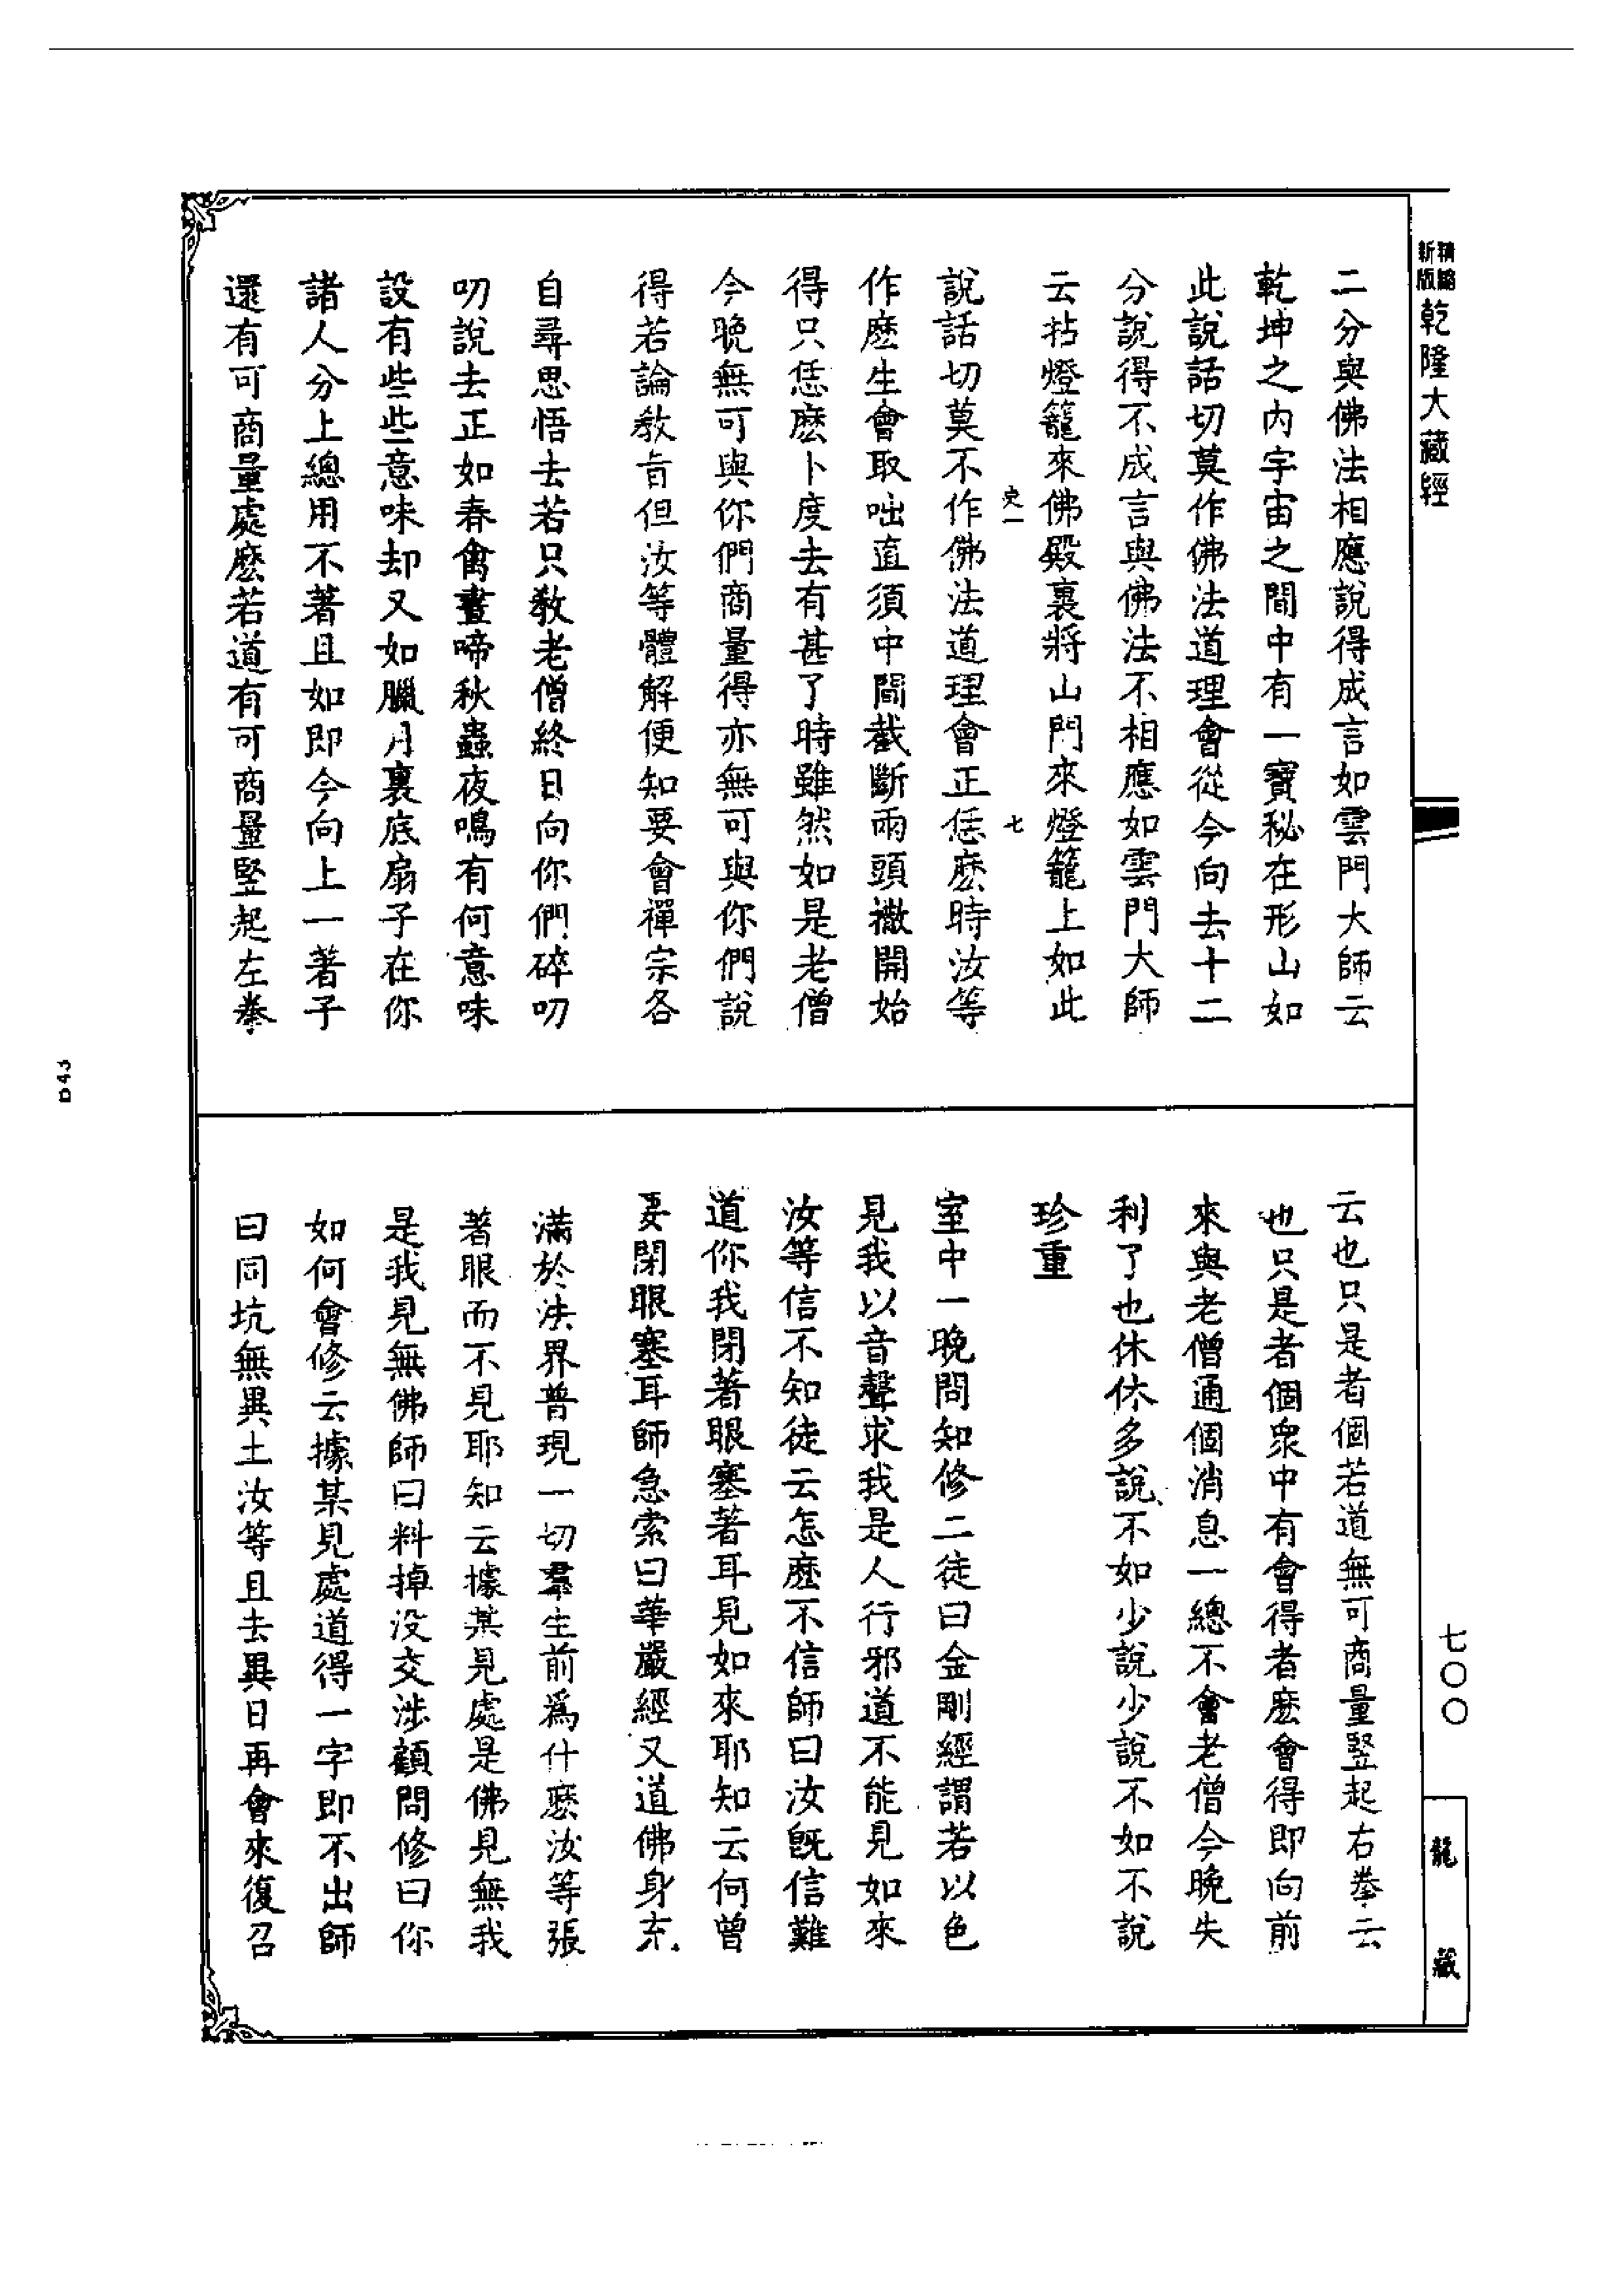 新版精縮乾隆大藏經
二分與佛法相應說得成言如雲門大師云
乾坤之內宇宙之間中有一寶秘在形山如
此說話切莫作佛法道理會從今向去十二
分說得不成言與佛法不相應如雲門大師
云拈燈籠來佛殿裏將山門來燈籠上如此
史一 七
說話切莫不作佛法道理會正恁麽時汝等
作麽生會取咄直須中間截斷兩頭撒開始
得只恁麽卜度去有甚了時雖然如是老僧
今晚無可與你們商量得亦無可與你們說
得若論教旨但汝等體解便知要會禪宗各
自尋思悟去若只教老僧終日向你們碎叨
叨說去正如春禽晝啼秋蟲夜鳴有何意味
設有些些意味却又如臘月裏底扇子在你
諸人分上總用不著且如即今向上一著子
還有可商量處麽若道有可商量豎起左拳
云也只是者個若道無可商量豎起右拳云
也只是者個衆中有會得者麽會得即向前
來與老僧通個消息一總不會老僧今晚失
利了也休休多說不如少說少說不如不說
珍重
室中一晚問知修二徒曰金剛經謂若以色
見我以音聲求我是人行邪道不能見如來
汝等信不知徒云怎麽不信師曰汝既信難
道你我閉著眼塞著耳見如來耶知云何曾
要閉眼塞耳師急索曰華嚴經又道佛身充
滿於法界普現一切羣生前爲什麽汝等張
著眼而不見耶知云據某見處是佛見無我
是我見無佛師曰料掉没交涉顧問修曰你
如何會修云據某見處道得一字即不出師
曰同坑無異土汝等且去異日再會來復召
七〇〇
龍藏